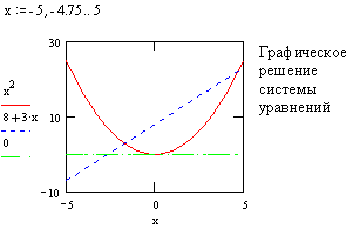 x := -5, -4.75.. 5
30
Графическое
решение
системы
уравнений
x²
8+3·x
0
10
-10
-5
0
5
x